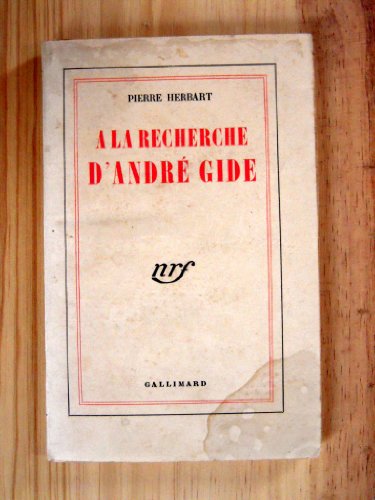 PIERRE HERBART
A LA RECHERCHE
D'ANDRÉ GIDE
nrf
GALLIMARD